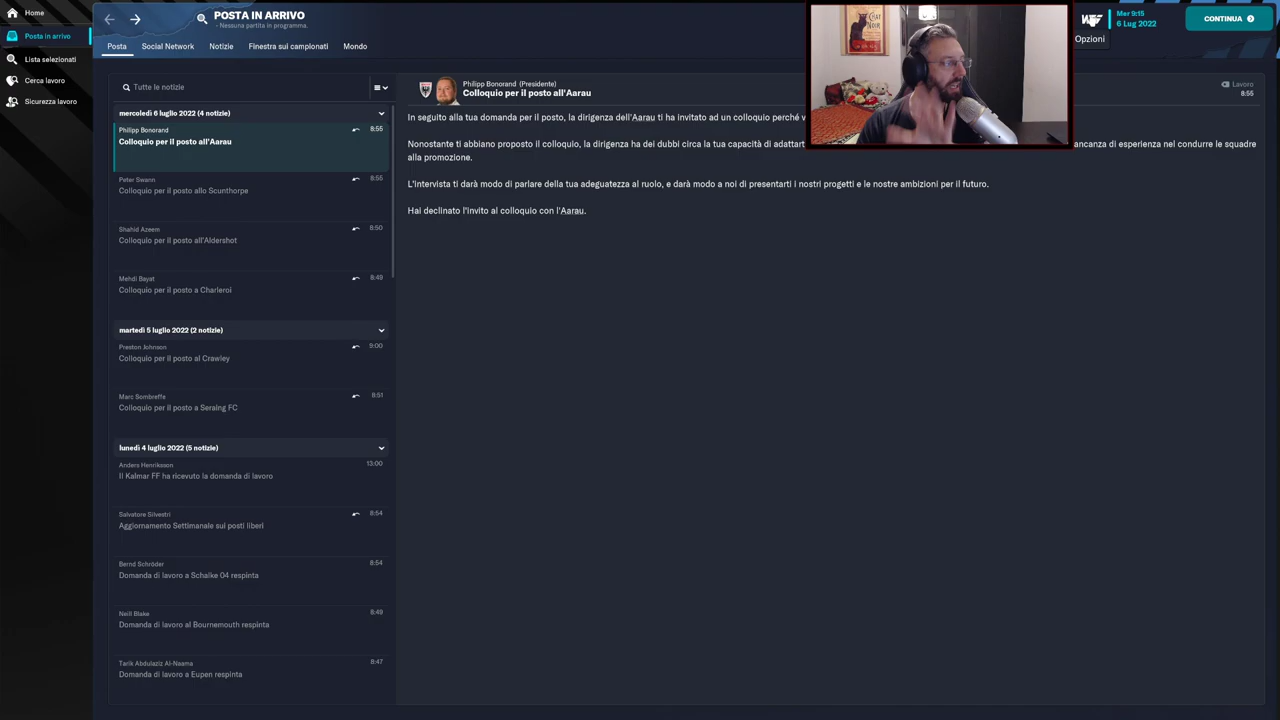 Home
Posta in arrivo
Lista selezionati
Cerca lavoro
Sicurezza lavoro
POSTA IN ARRIVO
- Nessuna partita in programma.
Posta
Social Network
Notizie
Finestra sui campionati
Mondo
Mer 9:15
6 Lug 2022
CONTINUA
Opzioni
CHAT
NOIR
Tutte le notizie
mercoledì 6 luglio 2022 (4 notizie)
Philipp Bonorand
8:55
Colloquio per il posto all'Aarau
Peter Swann
8:55
Colloquio per il posto allo Scunthorpe
Shahid Azeem
8:50
Colloquio per il posto all'Aldershot
Mehdi Bayat
8:49
Colloquio per il posto a Charleroi
martedì 5 luglio 2022 (2 notizie)
Preston Johnson
9:00
Colloquio per il posto al Crawley
Marc Sombreffe
8:51
Colloquio per il posto a Seraing FC
lunedì 4 luglio 2022 (5 notizie)
Anders Henriksson
13:00
Il Kalmar FF ha ricevuto la domanda di lavoro
Salvatore Silvestri
8:54
Aggiornamento Settimanale sui posti liberi
Bernd Schröder
8:54
Domanda di lavoro a Schalke 04 respinta
Neill Blake
8:49
Domanda di lavoro al Bournemouth respinta
Tarik Abdulaziz Al-Naama
8:47
Domanda di lavoro a Eupen respinta
Philipp Bonorand (Presidente)
Colloquio per il posto all'Aarau
Lavoro
8:55
In seguito alla tua domanda per il posto, la dirigenza dell'Aarau ti ha invitato ad un colloquio perché
Nonostante ti abbiano proposto il colloquio, la dirigenza ha dei dubbi circa la tua capacità di adattar ancanza di esperienza nel condurre le squadre
alla promozione.
L'intervista ti darà modo di parlare della tua adeguatezza al ruolo, e darà modo a noi di presentarti i nostri progetti e le nostre ambizioni per il futuro.
Hai declinato l'invito al colloquio con l'Aarau.